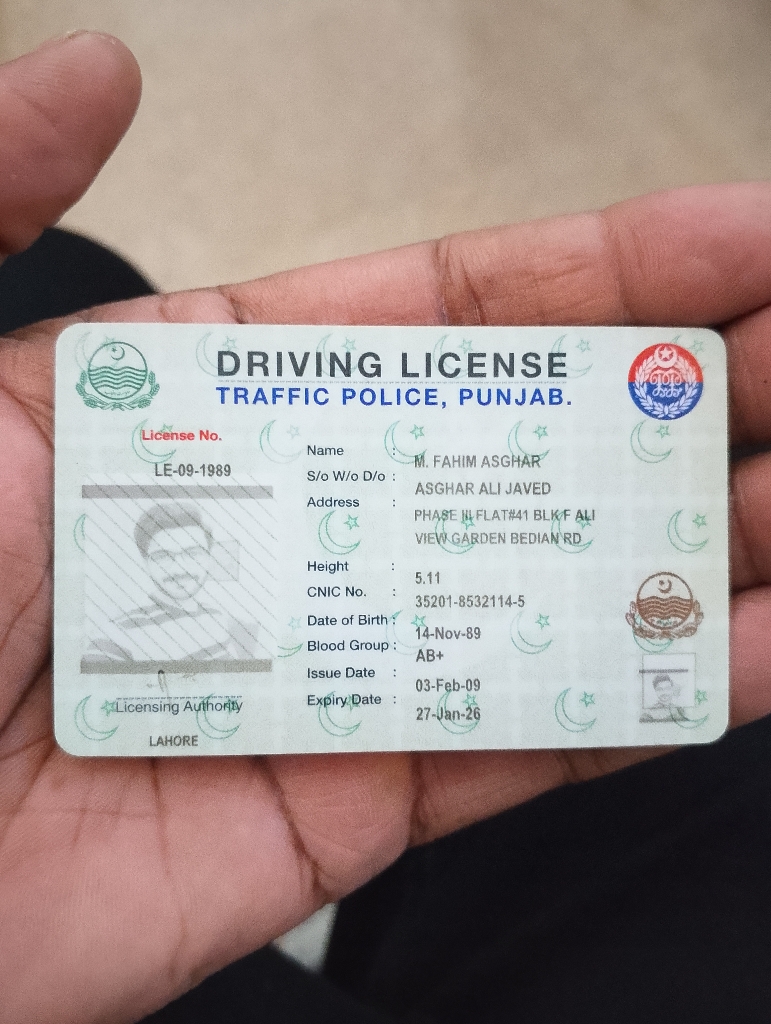 DRIVING LICENSE
TRAFFIC POLICE, PUNJAB.
License No.
LE-09-1989
Name : M. FAHIM ASGHAR
S/o W/o D/o : ASGHAR ALI JAVED
Address : PHASE III FLAT#41 BLK F ALI
VIEW GARDEN BEDIAN RD
Height : 5.11
CNIC No. : 35201-8532114-5
Date of Birth : 14-Nov-89
Blood Group : AB+
Issue Date : 03-Feb-09
Expiry Date : 27-Jan-26
Licensing Authority
LAHORE